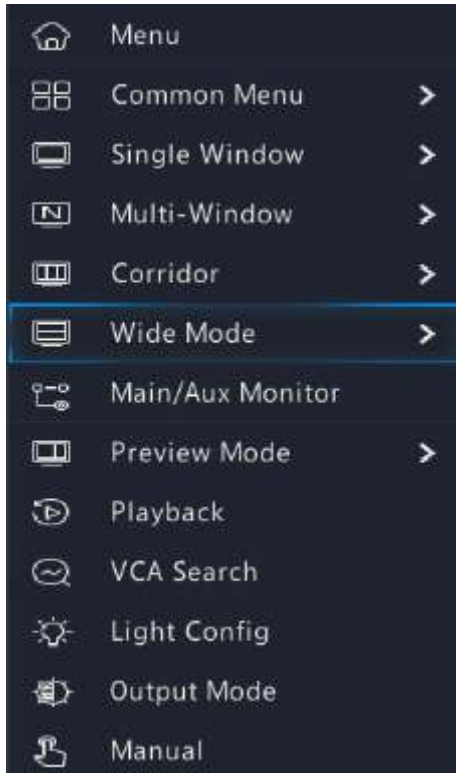 Menu
Common Menu
Single Window
Multi-Window
Corridor
Wide Mode
Main/Aux Monitor
Preview Mode
Playback
VCA Search
Light Config
Output Mode
Manual